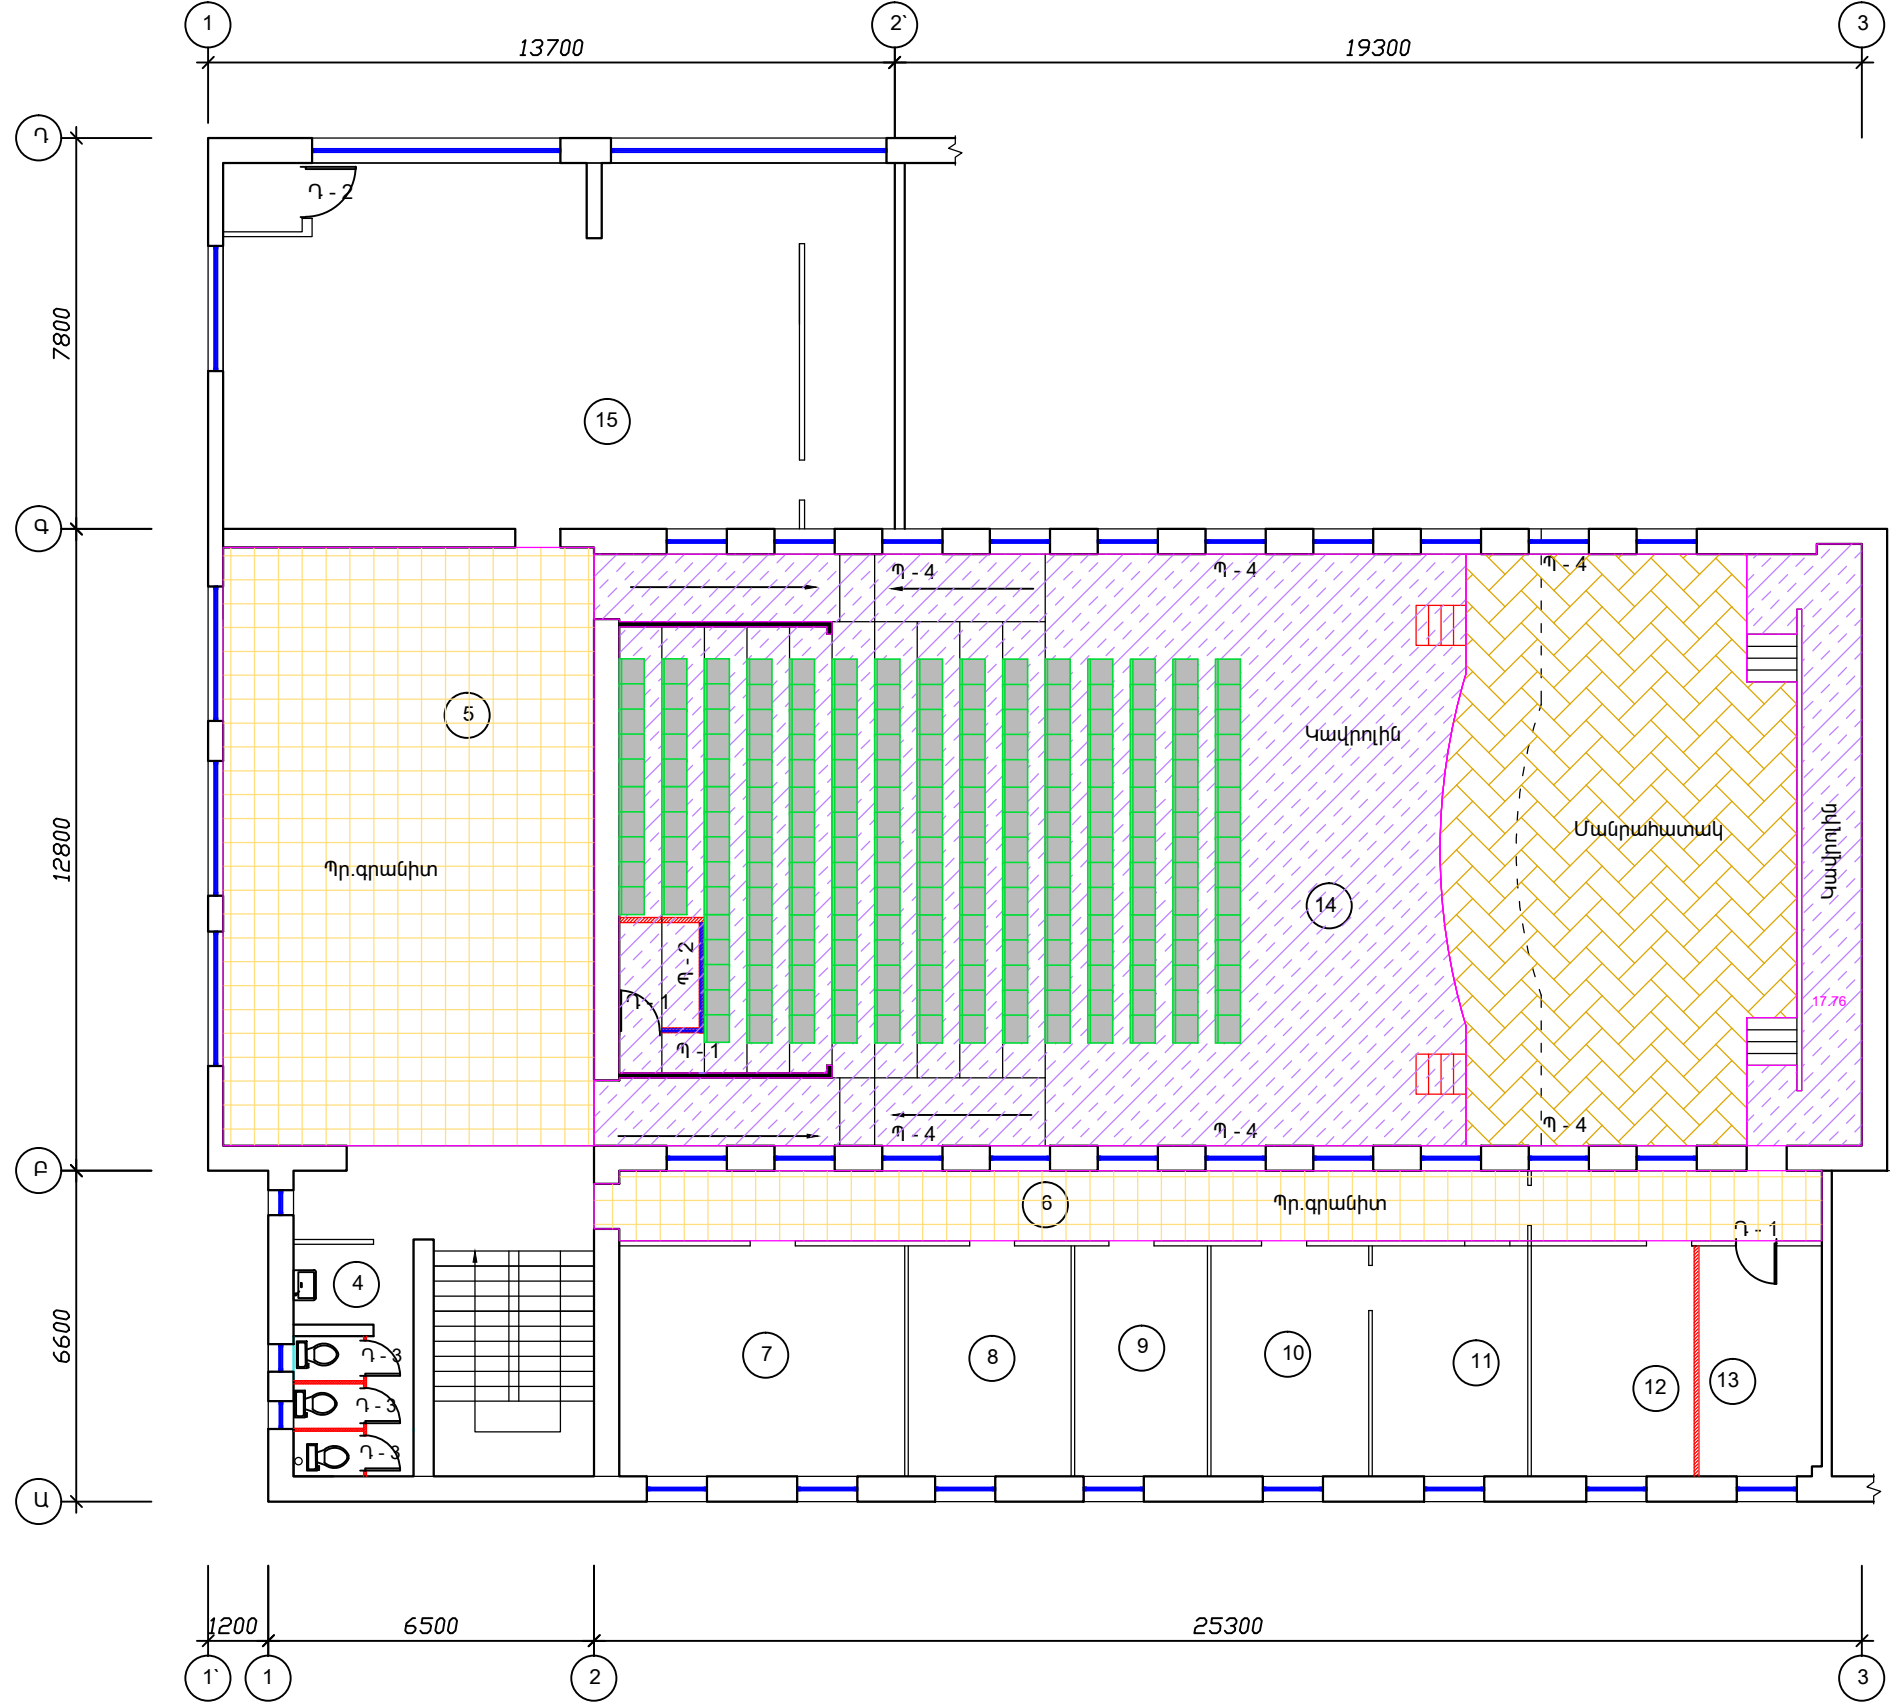 1
2`
3
13700
19300
Դ
Դ - 2
7800
15
Գ
Պ - 4
Պ - 4
Պ - 4
5
Կավրոլին
Մանրահատակ
Կավրոլին
12800
Պր.գրանիտ
14
Պ - 2
Դ - 1
17.76
Պ - 1
Պ - 4
Պ - 4
Պ - 4
Բ
6
Պր.գրանիտ
Դ - 1
4
6600
7
8
9
10
11
12
13
Դ - 3
Դ - 3
Դ - 3
Ա
1200
6500
25300
1`
1
2
3